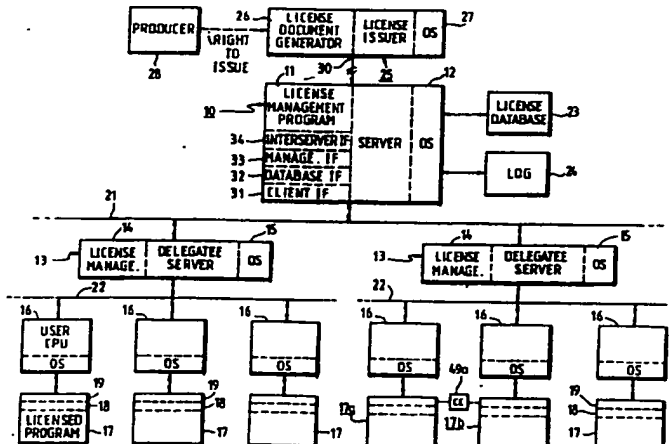 26 LICENSE DOCUMENT GENERATOR LICENSE ISSUER OS 27
PRODUCER
28
RIGHT TO ISSUE
30
25
11
12
10
LICENSE MANAGEMENT PROGRAM
SERVER
OS
34 INTERSERVER IF
33 MANAGE. IF
32 DATABASE IF
31 CLIENT IF
LICENSE DATABASE
23
LOG
24
21
14
15
13 LICENSE MANAGE. DELEGATEE SERVER OS
14
15
13 LICENSE MANAGE. DELEGATEE SERVER OS
22
22
16 USER CPU OS
16 OS
16
16 OS
16 OS
16
49a
CC
19
18
LICENSED PROGRAM 17
19
18
17
17
17a
17b
19
18
17